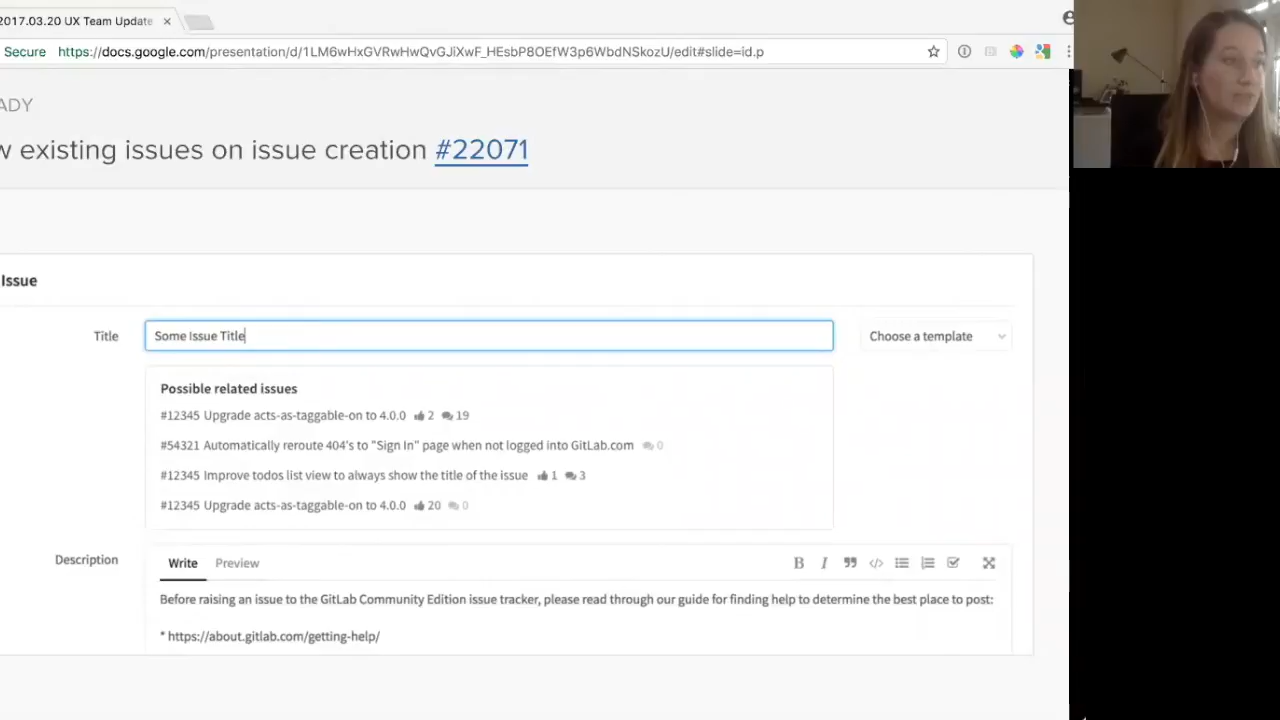 2017.03.20 UX Team Update ×
Secure https://docs.google.com/presentation/d/1LM6wHxGVRwHwQvGJiXwF_HEsbP8OEfW3p6WbdNSkozU/edit#slide=id.p
ADY
w existing issues on issue creation #22071
Issue
Title Some Issue Title Choose a template
Possible related issues
#12345 Upgrade acts-as-taggable-on to 4.0.0 2 19
#54321 Automatically reroute 404's to "Sign In" page when not logged into GitLab.com 0
#12345 Improve todos list view to always show the title of the issue 1 3
#12345 Upgrade acts-as-taggable-on to 4.0.0 20 0
Description Write Preview B I
Before raising an issue to the GitLab Community Edition issue tracker, please read through our guide for finding help to determine the best place to post:
* https://about.gitlab.com/getting-help/